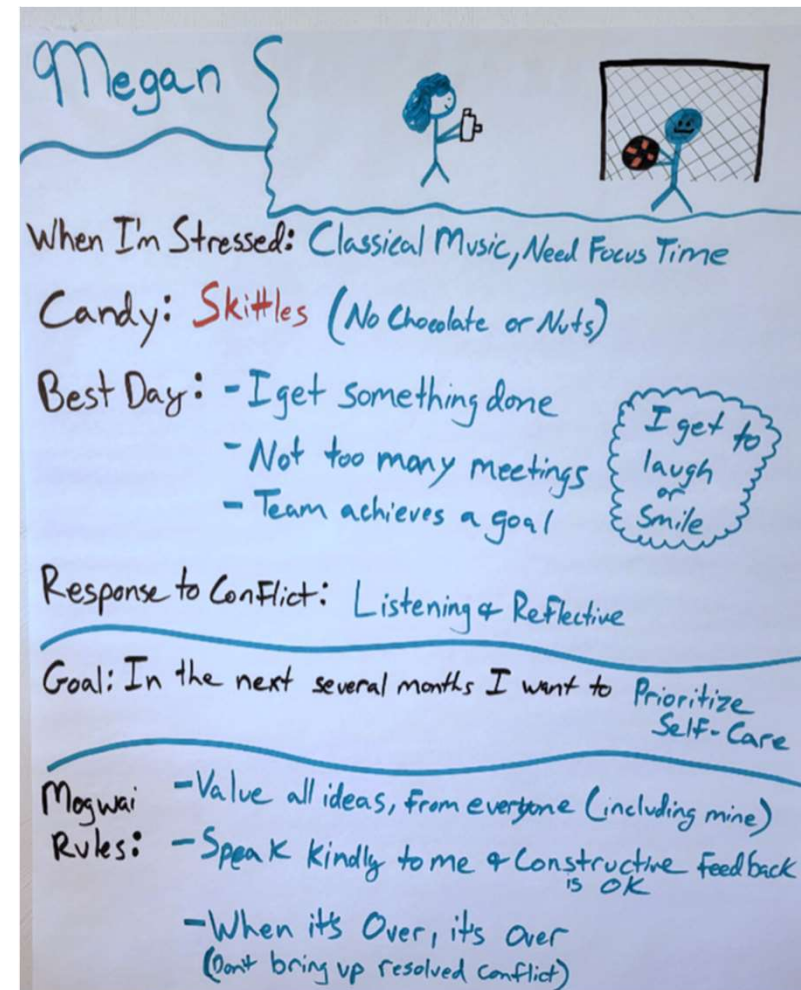 Megan
When I'm Stressed: Classical Music, Need Focus Time
Candy: Skittles (No Chocolate or Nuts)
Best Day: - I get something done
- Not too many meetings
- Team achieves a goal
I get to
laugh
or
Smile
Response to Conflict: Listening & Reflective
Goal: In the next several months I want to Prioritize
Self-Care
Mogwai
Rules:
- Value all ideas, from everyone (including mine)
- Speak Kindly to me & Constructive feedback
is OK
- When it's Over, it's over
(Don't bring up resolved conflict)